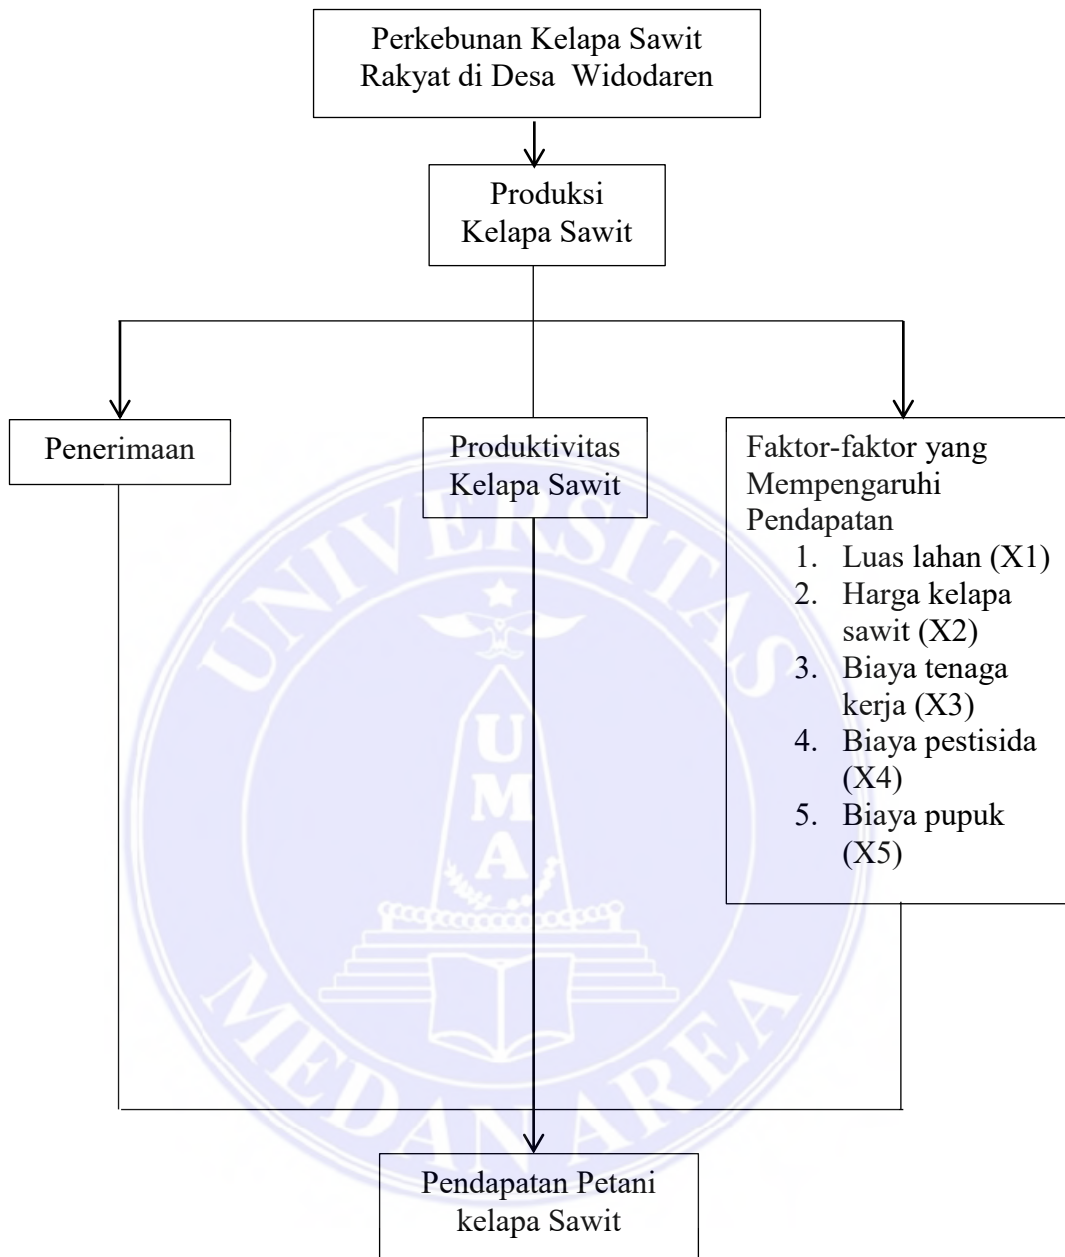 Perkebunan Kelapa Sawit
Rakyat di Desa Widodaren
Produksi
Kelapa Sawit
Penerimaan
Produktivitas
Kelapa Sawit
Faktor-faktor yang
Mempengaruhi
Pendapatan
1. Luas lahan (X1)
2. Harga kelapa
sawit (X2)
3. Biaya tenaga
kerja (X3)
4. Biaya pestisida
(X4)
5. Biaya pupuk
(X5)
UNIVERSITAS
UMA
MEDAN AREA
Pendapatan Petani
kelapa Sawit